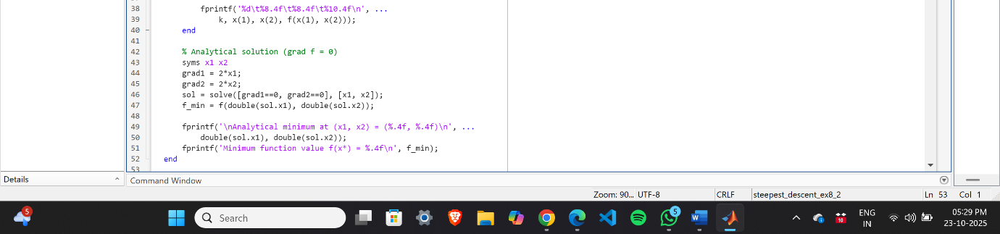 38 fprintf('%d\t%8.4f\t%8.4f\t%10.4f\n', ...
39 k, x(1), x(2), f(x(1), x(2)));
40 end
41
42 % Analytical solution (grad f = 0)
43 syms x1 x2
44 grad1 = 2*x1;
45 grad2 = 2*x2;
46 sol = solve([grad1==0, grad2==0], [x1, x2]);
47 f_min = f(double(sol.x1), double(sol.x2));
48
49 fprintf('\nAnalytical minimum at (x1, x2) = (%.4f, %.4f)\n', ...
50 double(sol.x1), double(sol.x2));
51 fprintf('Minimum function value f(x*) = %.4f\n', f_min);
52 end
53
Details
Command Window
Zoom: 90... UTF-8 CRLF steepest_descent_ex8_2 Ln 53 Col 1
5 Search 5 10 ENG IN 05:29 PM 23-10-2025